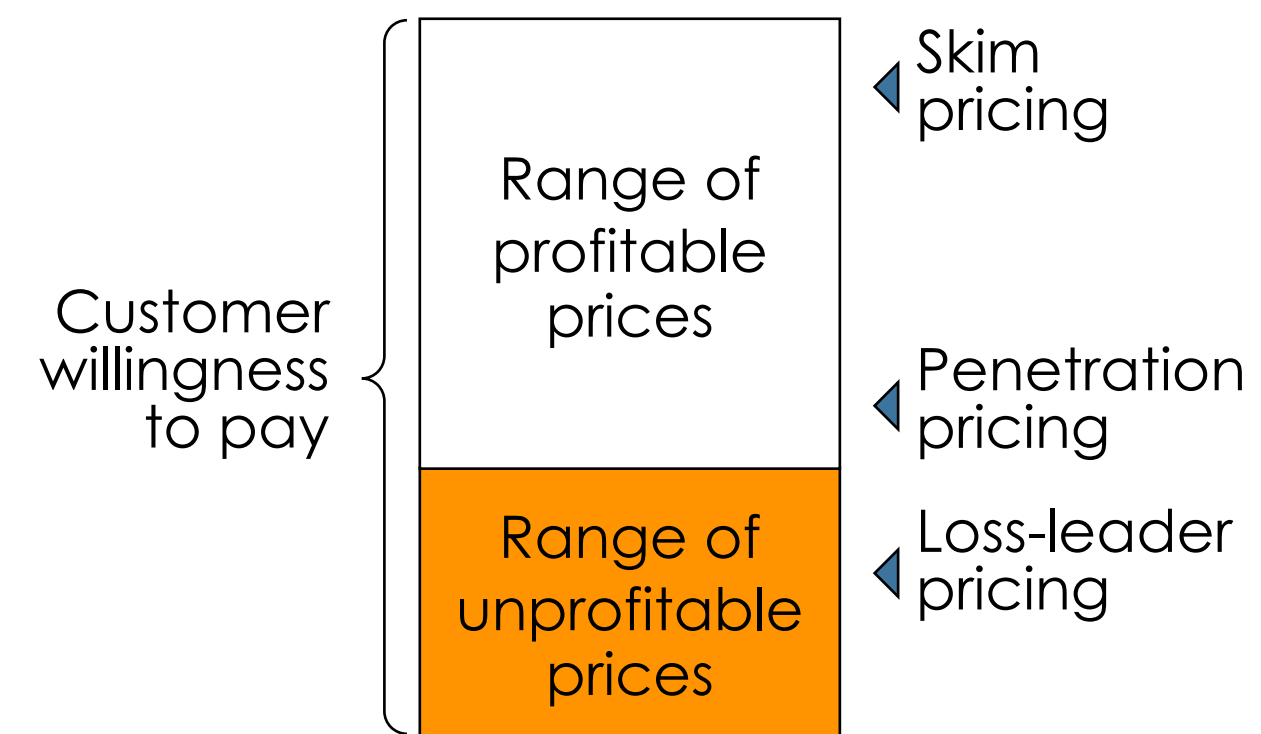 Customer
willingness
to pay
Range of
profitable
prices
Range of
unprofitable
prices
Skim
pricing
Penetration
pricing
Loss-leader
pricing